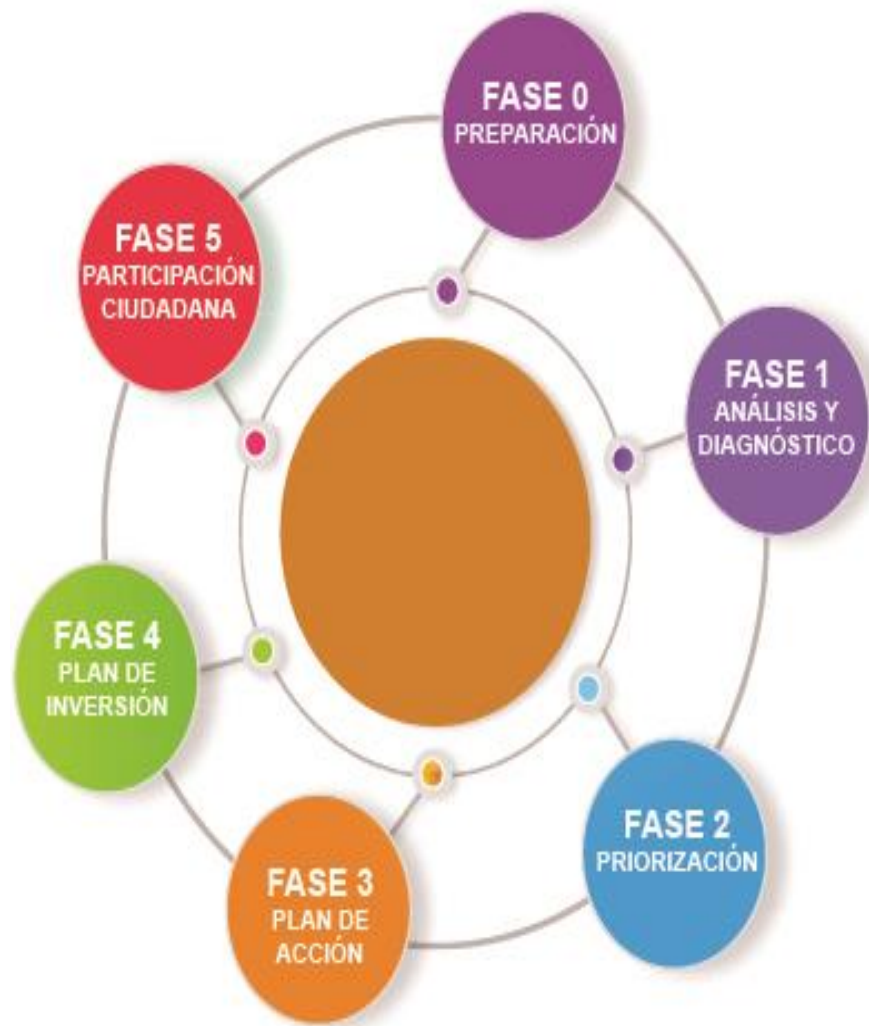 FASE 0
PREPARACIÓN
FASE 1
ANÁLISIS Y
DIAGNÓSTICO
FASE 2
PRIORIZACIÓN
FASE 3
PLAN DE
ACCIÓN
FASE 4
PLAN DE
INVERSIÓN
FASE 5
PARTICIPACIÓN
CIUDADANA